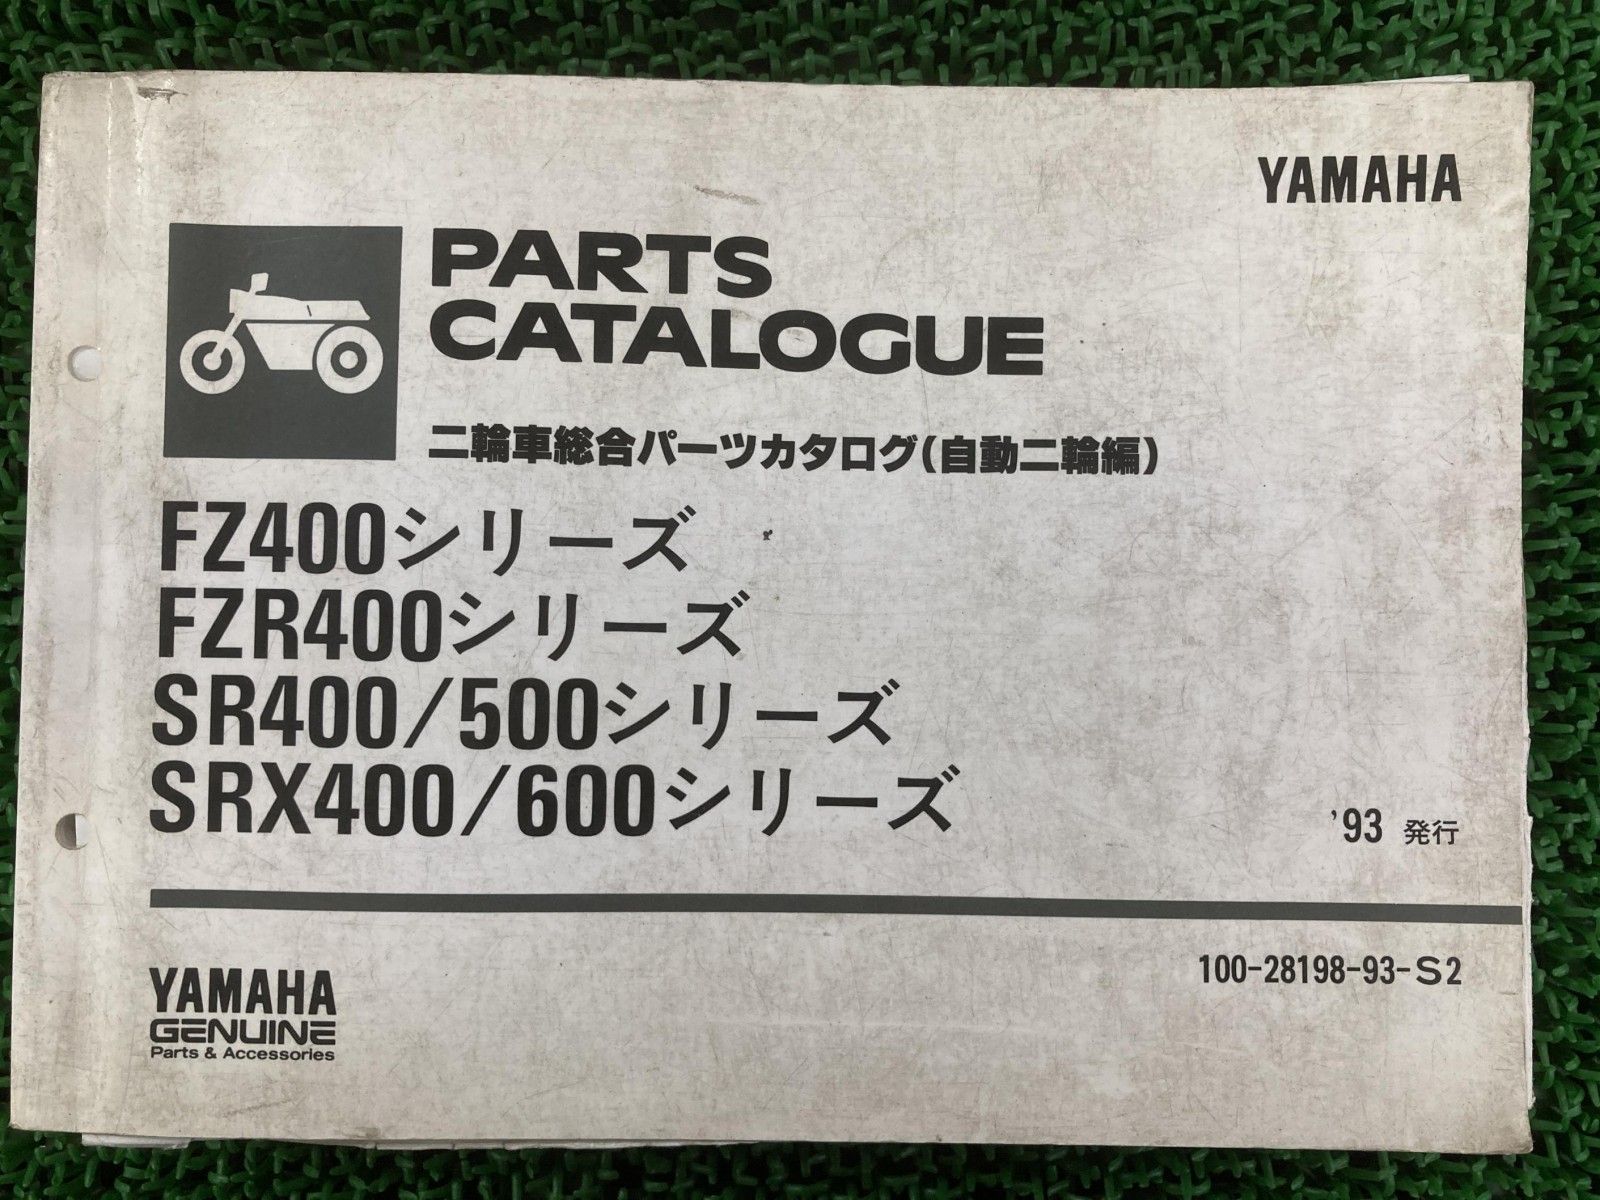 YAMAHA
PARTS
CATALOGUE
二輪車総合パーツカタログ(自動二輪編)
FZ400シリーズ
FZR400シリーズ
SR400/500シリーズ
SRX400/600シリーズ
'93 発行
100-28198-93-S2
YAMAHA
GENUINE
Parts & Accessories